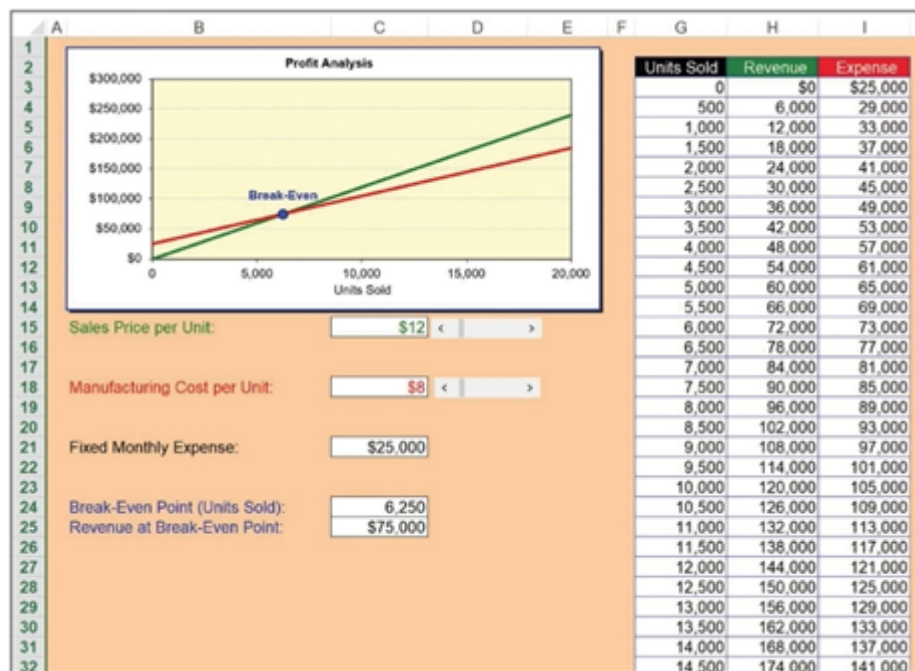 A B C D E F G H I
1
2 Units Sold Revenue Expense
3 0 $0 $25,000
4 500 6,000 29,000
5 1,000 12,000 33,000
6 1,500 18,000 37,000
7 2,000 24,000 41,000
8 2,500 30,000 45,000
9 3,000 36,000 49,000
10 3,500 42,000 53,000
11 4,000 48,000 57,000
12 4,500 54,000 61,000
13 5,000 60,000 65,000
14 5,500 66,000 69,000
Profit Analysis
$300,000
$250,000
$200,000
$150,000
$100,000
$50,000
$0
Break-Even
0 5,000 10,000 15,000 20,000
Units Sold
15 Sales Price per Unit: $12 6,000 72,000 73,000
16 6,500 78,000 77,000
17 7,000 84,000 81,000
18 Manufacturing Cost per Unit: $8 7,500 90,000 85,000
19 8,000 96,000 89,000
20 8,500 102,000 93,000
21 Fixed Monthly Expense: $25,000 9,000 108,000 97,000
22 9,500 114,000 101,000
23 10,000 120,000 105,000
24 Break-Even Point (Units Sold): 6,250 10,500 126,000 109,000
25 Revenue at Break-Even Point: $75,000 11,000 132,000 113,000
26 11,500 138,000 117,000
27 12,000 144,000 121,000
28 12,500 150,000 125,000
29 13,000 156,000 129,000
30 13,500 162,000 133,000
31 14,000 168,000 137,000
32 14,500 174,000 141,000